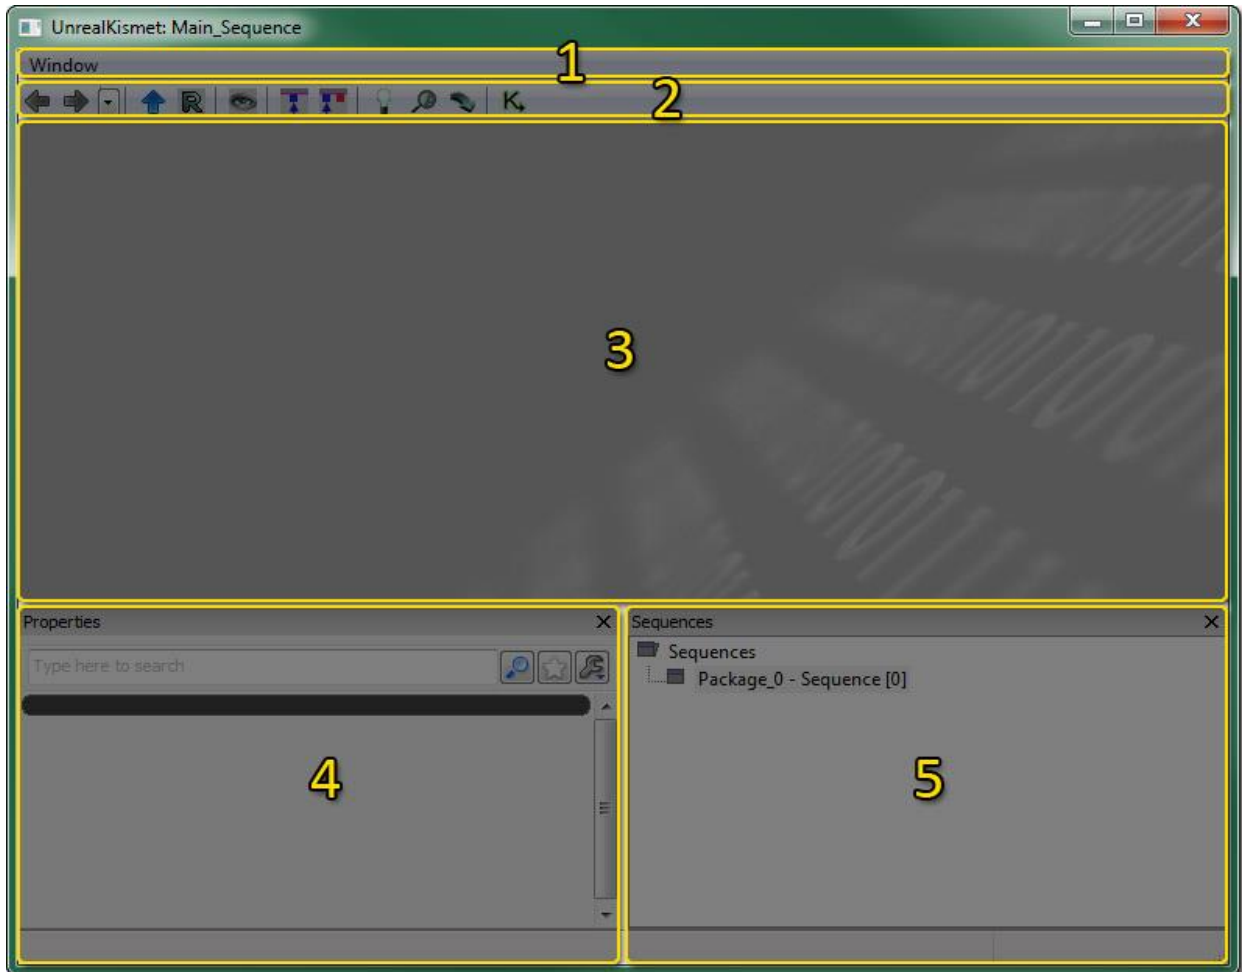 UnrealKismet: Main_Sequence
Window
1
2
R
K
3
Properties
Type here to search
4
Sequences
Sequences
Package_0 - Sequence [0]
5